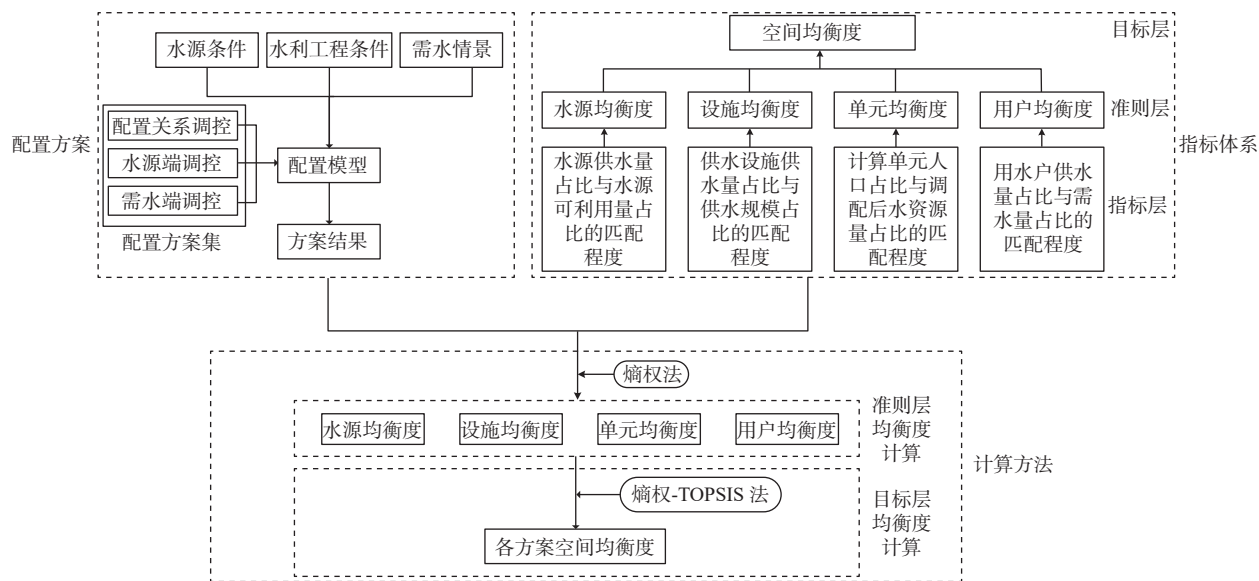 水源条件
水利工程条件
需水情景
配置方案
配置关系调控
水源端调控
需水端调控
配置方案集
配置模型
方案结果
空间均衡度
目标层
水源均衡度
设施均衡度
单元均衡度
用户均衡度
准则层
指标体系
水源供水量
占比与水源
可利用量占
比的匹配
程度
供水设施供
水量占比与
供水规模占
比的匹配
程度
计算单元人
口占比与调
配后水资源
量占比的匹
配程度
用水户供水
量占比与需
水量占比的
匹配程度
指标层
熵权法
水源均衡度
设施均衡度
单元均衡度
用户均衡度
准则层
均衡度
计算
计算方法
熵权-TOPSIS 法
各方案空间均衡度
目标层
均衡度
计算